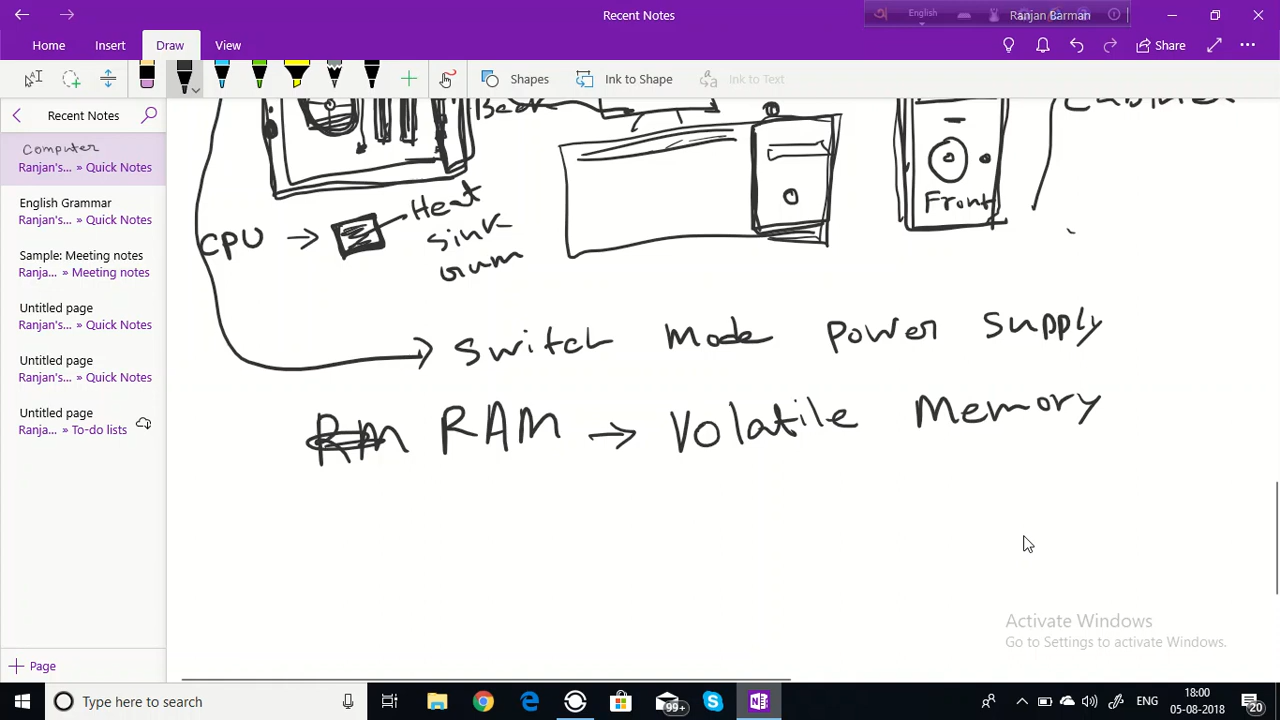 Recent Notes
English
Ranjan Barman
Home Insert Draw View
Share
Shapes Ink to Shape Ink to Text
Recent Notes
Computer
Ranjan's... » Quick Notes
English Grammar
Ranjan's... » Quick Notes
Sample: Meeting notes
Ranja... » Meeting notes
Untitled page
Ranjan's... » Quick Notes
Untitled page
Ranjan's... » Quick Notes
Untitled page
Ranja... » To-do lists
Page
Back
Front
CPU → Heat
sink
Switch mode power supply
RAM → Volatile Memory
Activate Windows
Go to Settings to activate Windows.
Type here to search
99+
ENG
18:00
05-08-2018
20